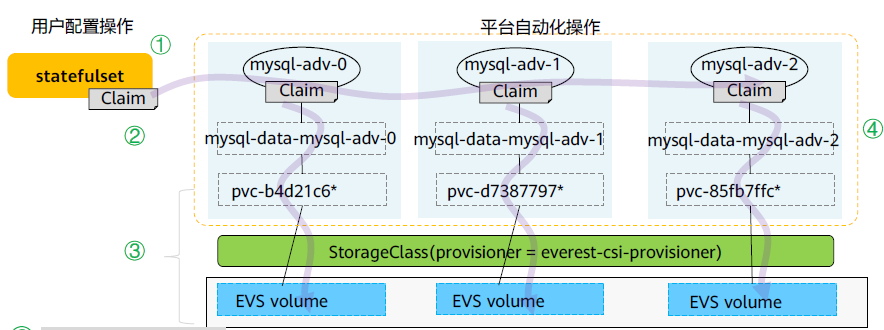 用户配置操作
平台自动化操作
①
statefulset
Claim
mysql-adv-0
Claim
mysql-adv-1
Claim
mysql-adv-2
Claim
②
mysql-data-mysql-adv-0
mysql-data-mysql-adv-1
mysql-data-mysql-adv-2
④
pvc-b4d21c6*
pvc-d7387797*
pvc-85fb7ffc*
③
StorageClass(provisioner = everest-csi-provisioner)
EVS volume
EVS volume
EVS volume